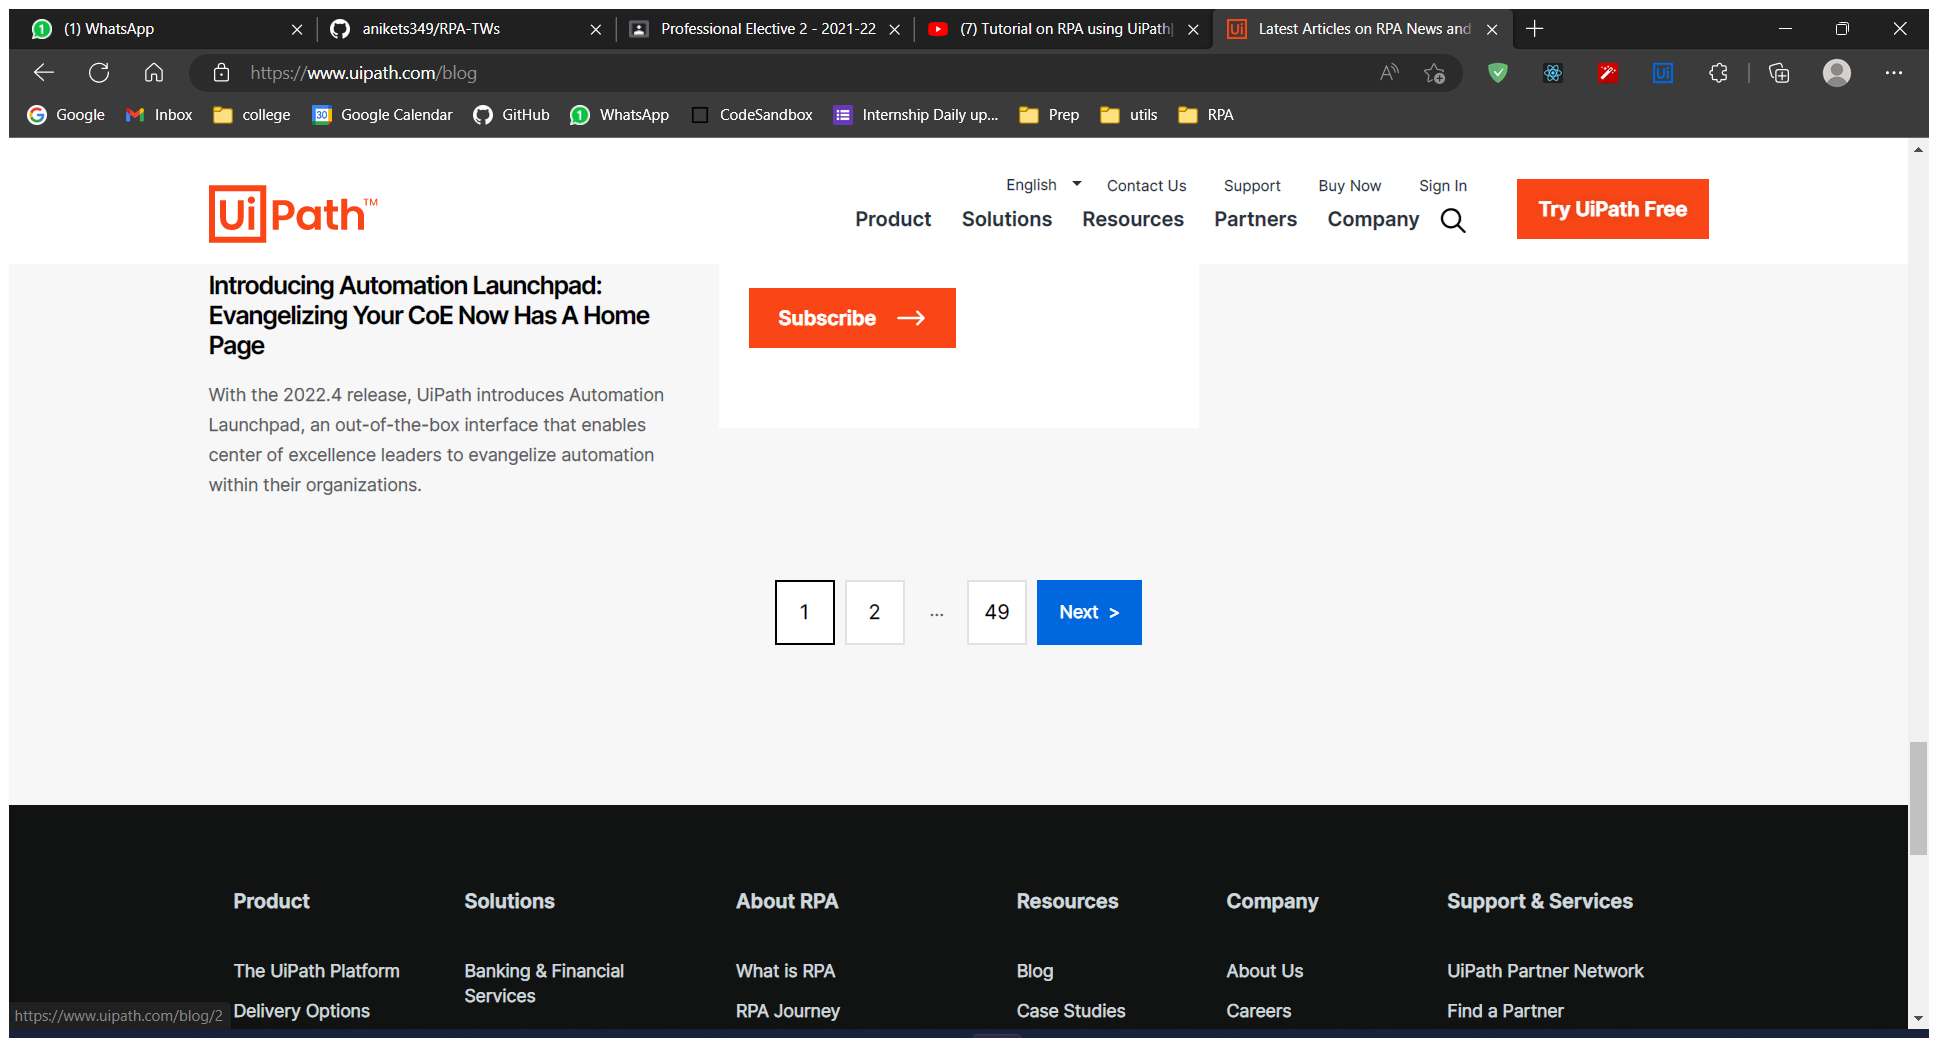 (1) WhatsApp
anikets349/RPA-TWs
Professional Elective 2 - 2021-22
(7) Tutorial on RPA using UiPath|
Latest Articles on RPA News and
https://www.uipath.com/blog
Google
Inbox
college
Google Calendar
GitHub
WhatsApp
CodeSandbox
Internship Daily up...
Prep
utils
RPA
UiPath™
English
Contact Us
Support
Buy Now
Sign In
Product
Solutions
Resources
Partners
Company
Try UiPath Free
Introducing Automation Launchpad:
Evangelizing Your CoE Now Has A Home
Page
With the 2022.4 release, UiPath introduces Automation
Launchpad, an out-of-the-box interface that enables
center of excellence leaders to evangelize automation
within their organizations.
Subscribe
1 2 ... 49 Next >
Product
The UiPath Platform
Delivery Options
Solutions
Banking & Financial
Services
About RPA
What is RPA
RPA Journey
Resources
Blog
Case Studies
Company
About Us
Careers
Support & Services
UiPath Partner Network
Find a Partner
https://www.uipath.com/blog/2